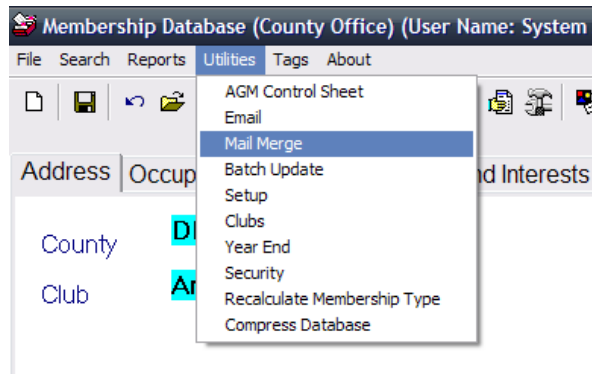 Membership Database (County Office) (User Name: System
File Search Reports Utilities Tags About
AGM Control Sheet
Email
Mail Merge
Batch Update
Setup
Clubs
Year End
Security
Recalculate Membership Type
Compress Database
Address Occup nd Interests
County
Club